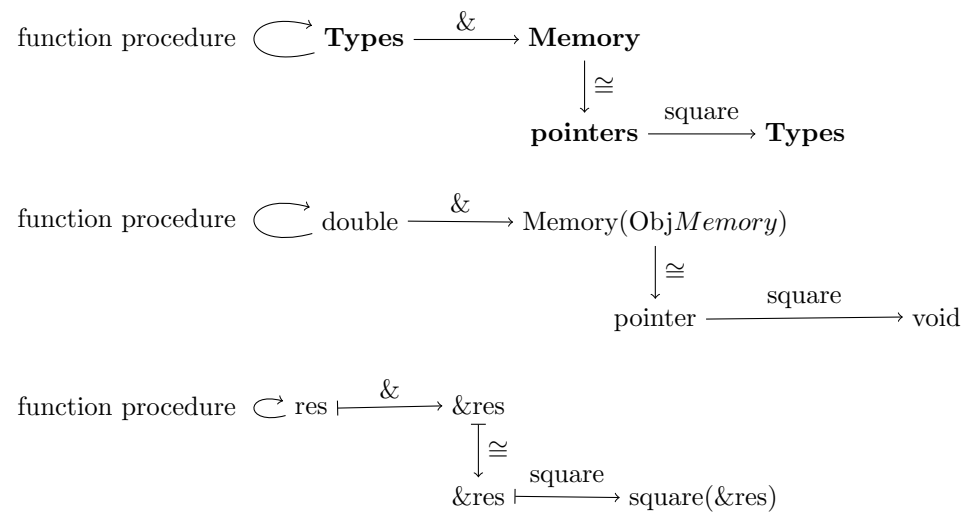 &
function procedure Types Memory
≅
square
pointers Types
&
function procedure double Memory(ObjMemory)
≅
square
pointer void
&
function procedure res &res
≅
square
&res square(&res)